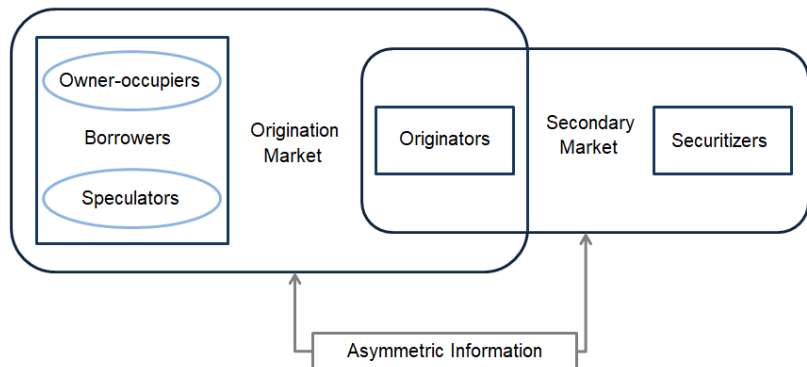 Owner-occupiers
Borrowers
Speculators
Origination
Market
Originators
Secondary
Market
Securitizers
Asymmetric Information